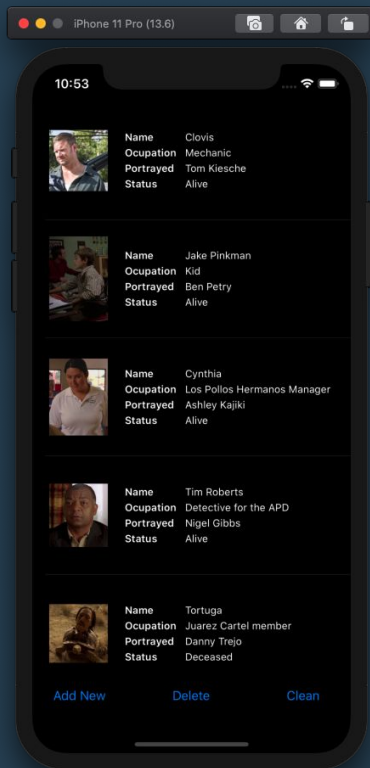 iPhone 11 Pro (13.6)
10:53
Name Clovis
Ocupation Mechanic
Portrayed Tom Kiesche
Status Alive
Name Jake Pinkman
Ocupation Kid
Portrayed Ben Petry
Status Alive
Name Cynthia
Ocupation Los Pollos Hermanos Manager
Portrayed Ashley Kajiki
Status Alive
Name Tim Roberts
Ocupation Detective for the APD
Portrayed Nigel Gibbs
Status Alive
Name Tortuga
Ocupation Juarez Cartel member
Portrayed Danny Trejo
Status Deceased
Add New Delete Clean